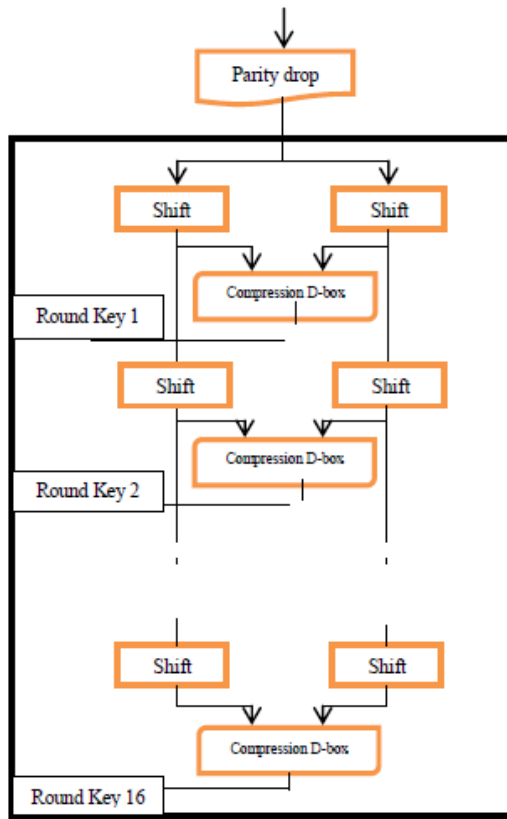 Parity drop
Shift
Shift
Compression D-box
Round Key 1
Shift
Shift
Compression D-box
Round Key 2
Shift
Shift
Compression D-box
Round Key 16